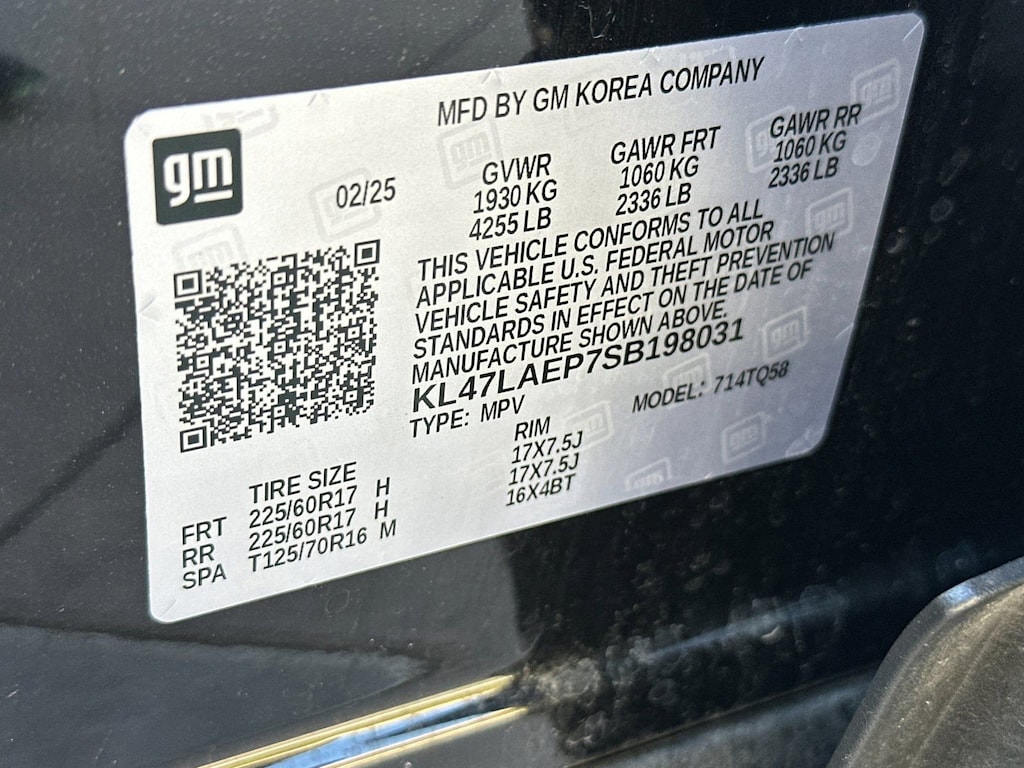 MFD BY GM KOREA COMPANY
gm
02/25
GVWR
1930 KG
4255 LB
GAWR FRT
1060 KG
2336 LB
GAWR RR
1060 KG
2336 LB
THIS VEHICLE CONFORMS TO ALL
APPLICABLE U.S. FEDERAL MOTOR
VEHICLE SAFETY AND THEFT PREVENTION
STANDARDS IN EFFECT ON THE DATE OF
MANUFACTURE SHOWN ABOVE.
KL47LAEP7SB198031
TYPE: MPV MODEL: 714TQ58
TIRE SIZE RIM
FRT 225/60R17 H 17X7.5J
RR 225/60R17 H 17X7.5J
SPA T125/70R16 M 16X4BT